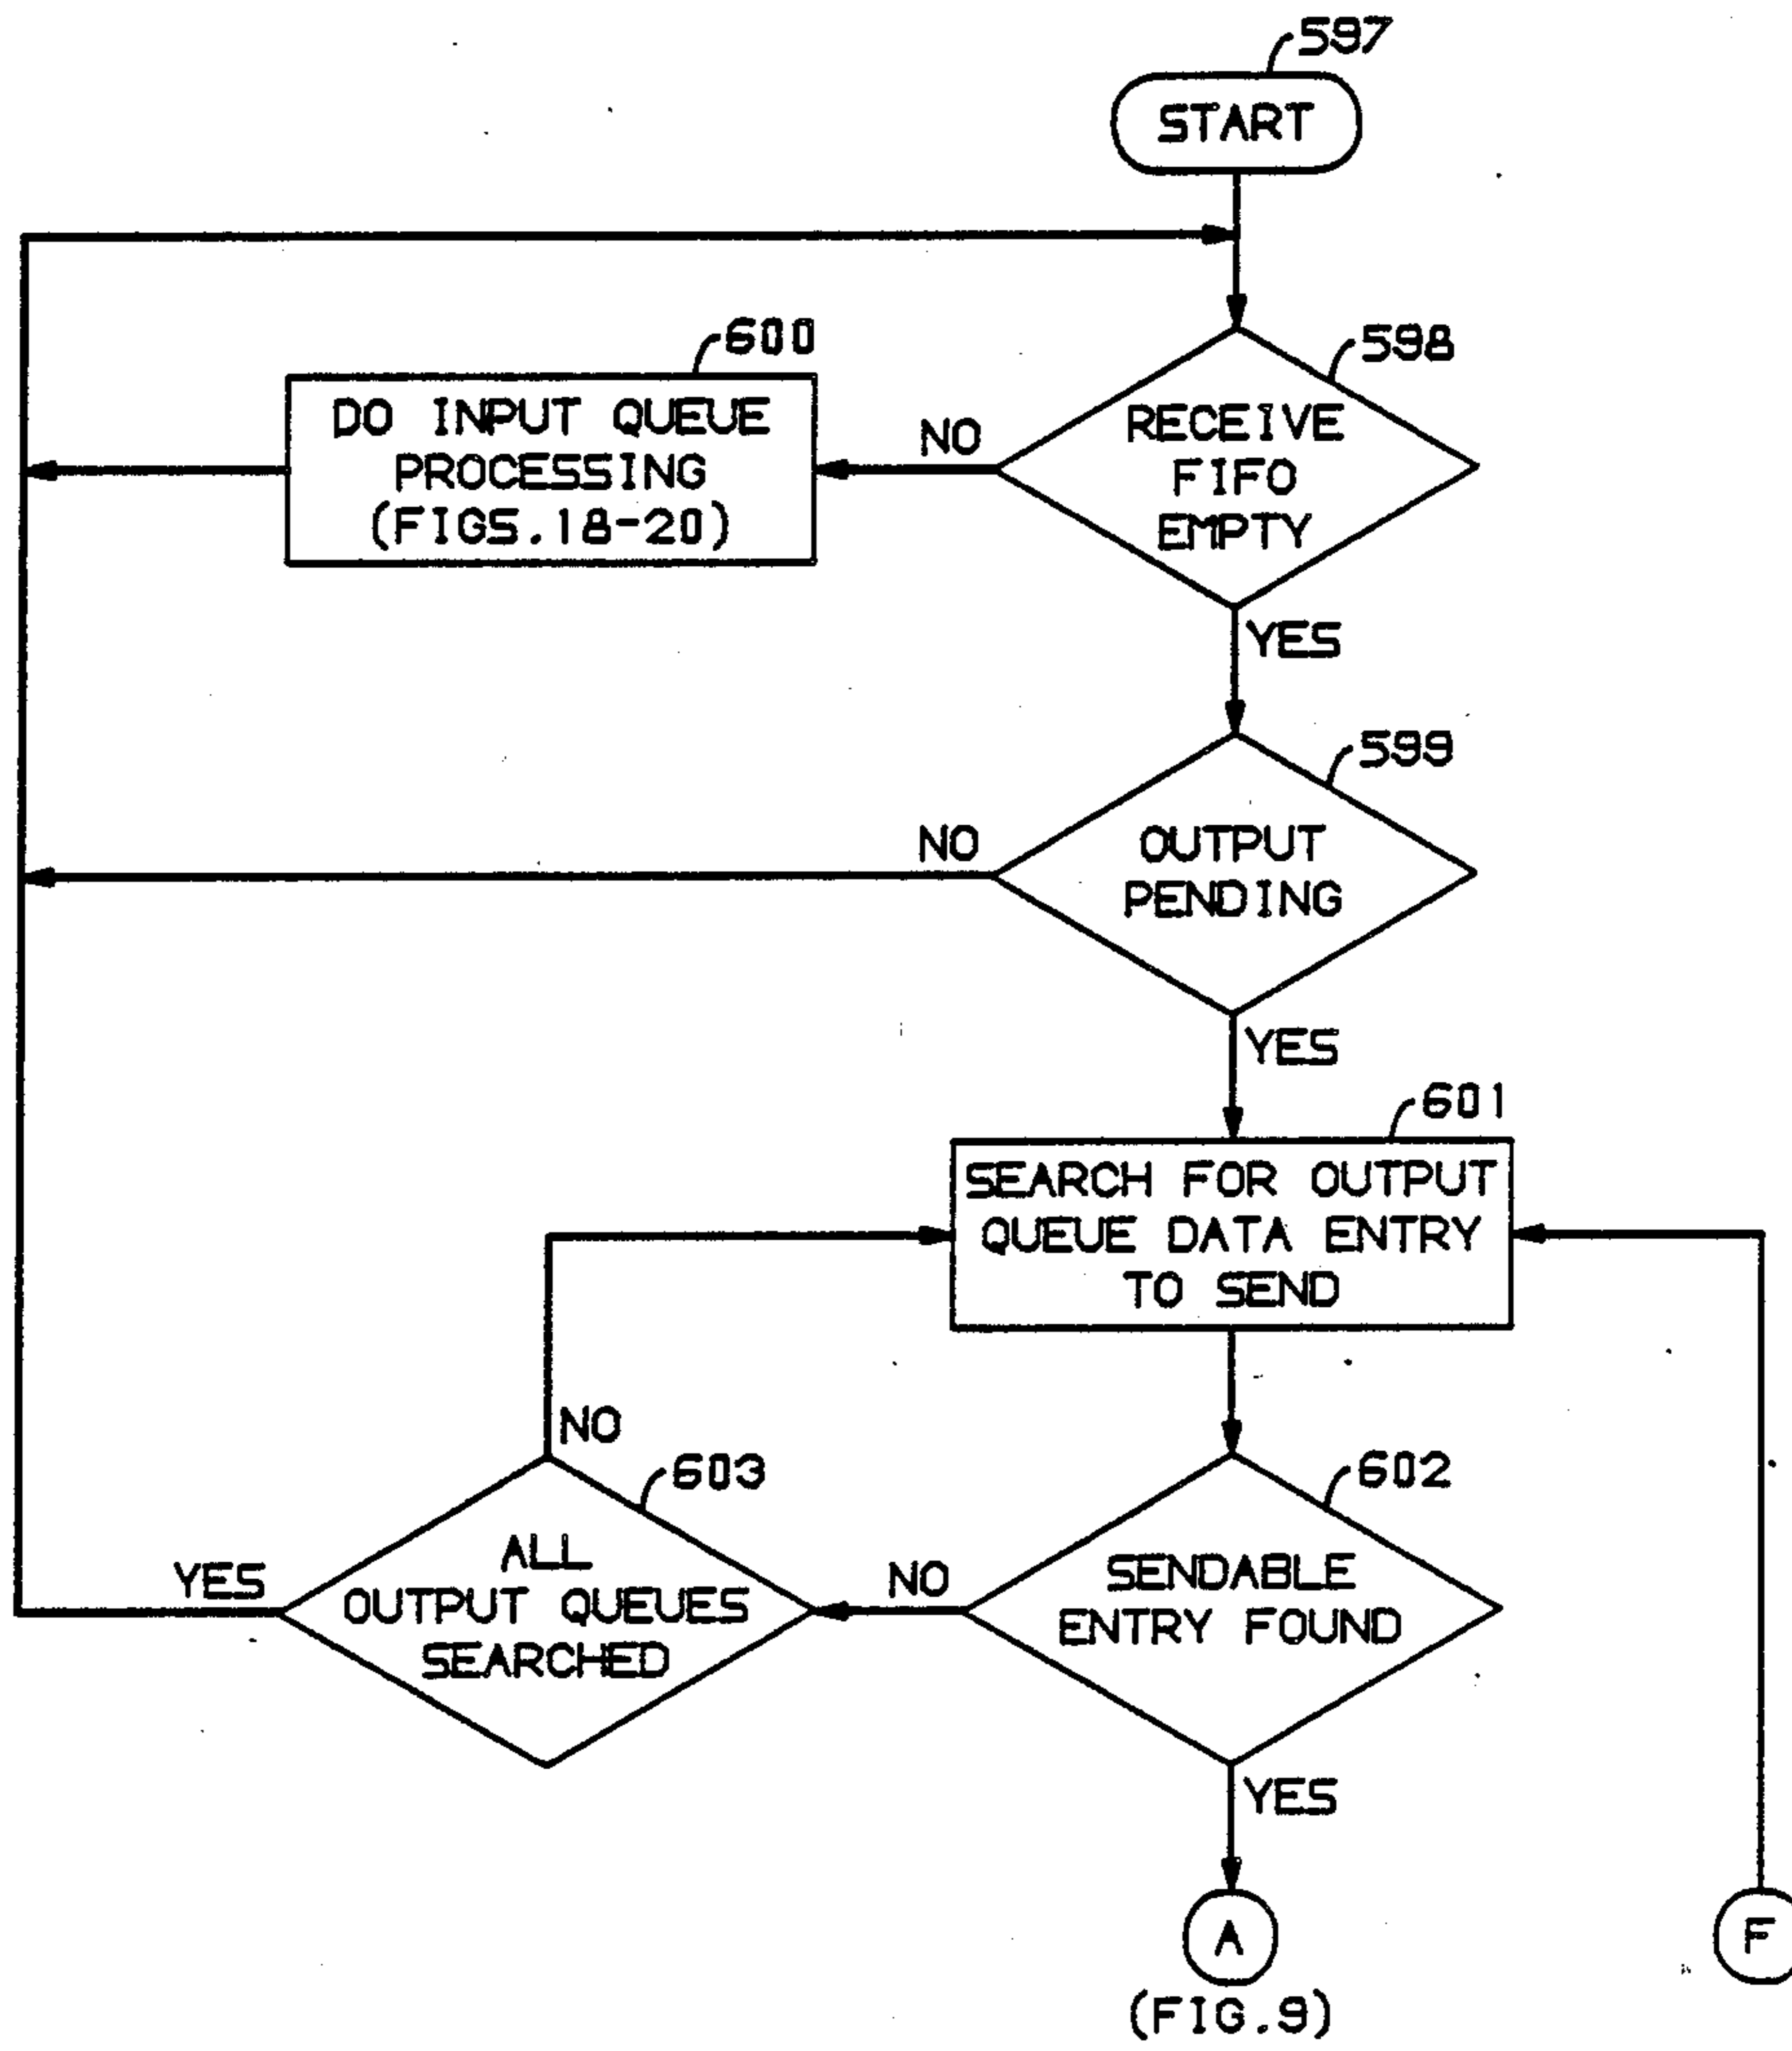 597
START
600
598
DO INPUT QUEUE
PROCESSING
(FIGS.18-20)
NO
RECEIVE
FIFO
EMPTY
YES
599
NO
OUTPUT
PENDING
YES
601
SEARCH FOR OUTPUT
QUEUE DATA ENTRY
TO SEND
NO
603
602
YES
ALL
OUTPUT QUEUES
SEARCHED
NO
SENDABLE
ENTRY FOUND
YES
A
F
(FIG.9)